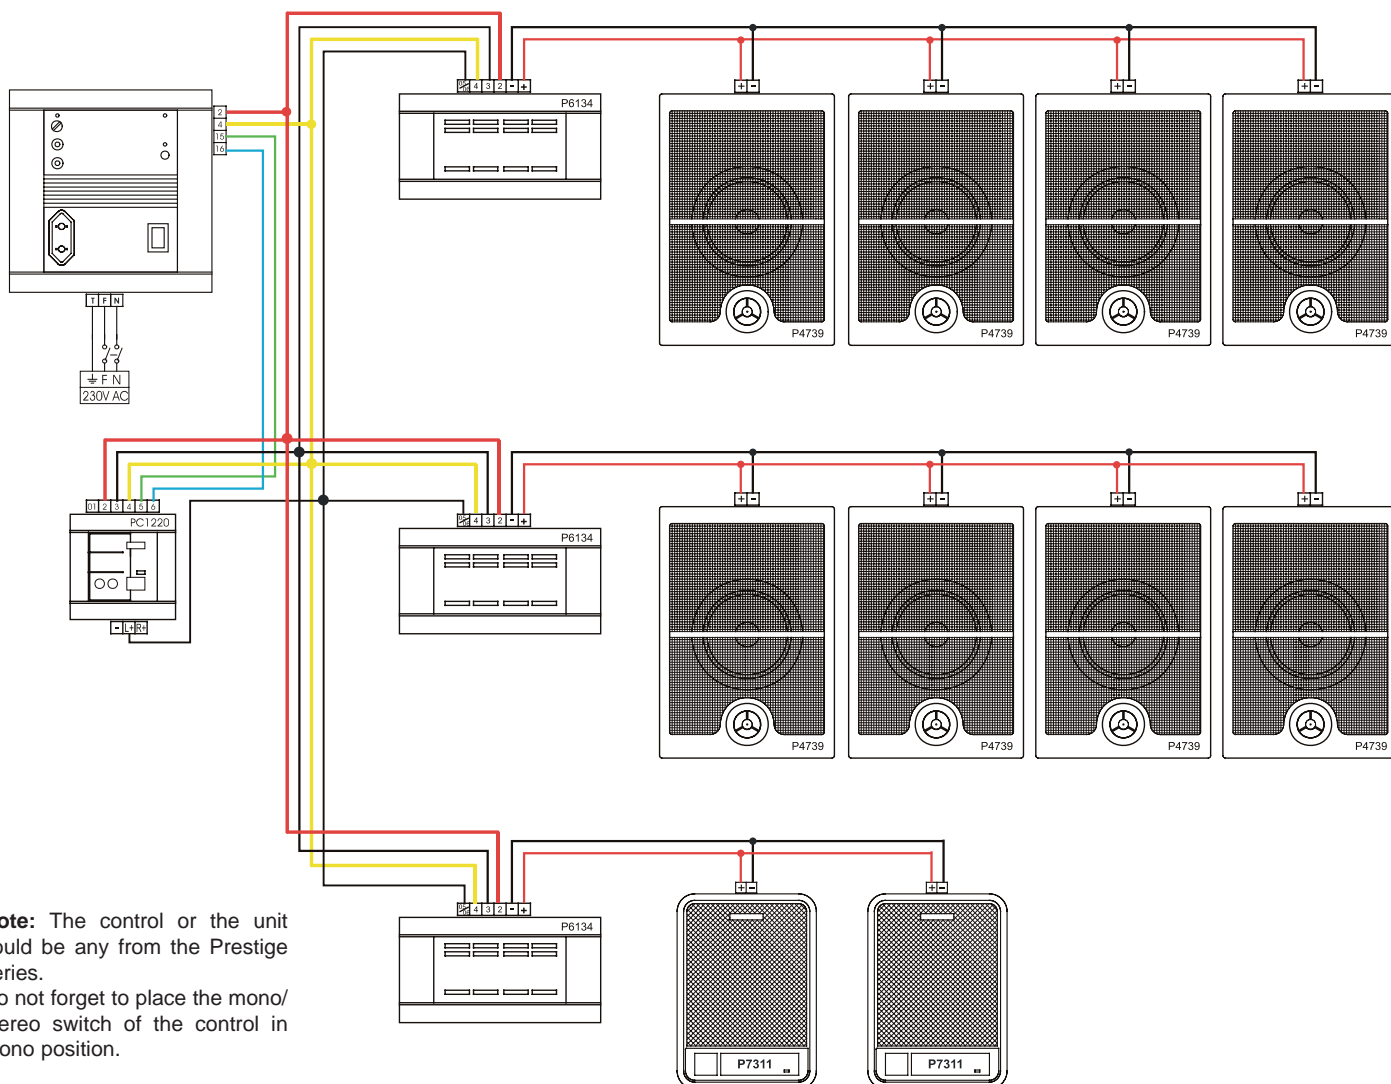 P6134
4 3 2 - +
+ -
+ -
+ -
+ -
2
4
15
16
P4739
P4739
P4739
P4739
T F N
F N
230V AC
01 2 3 4 5 6
PC1220
- L+ R+
4 3 2 - +
P6134
+ -
+ -
+ -
+ -
P4739
P4739
P4739
P4739
4 3 2 - +
P6134
+ -
+ -
P7311
P7311
ote: The control or the unit
ould be any from the Prestige
eries.
o not forget to place the mono/
ereo switch of the control in
ono position.